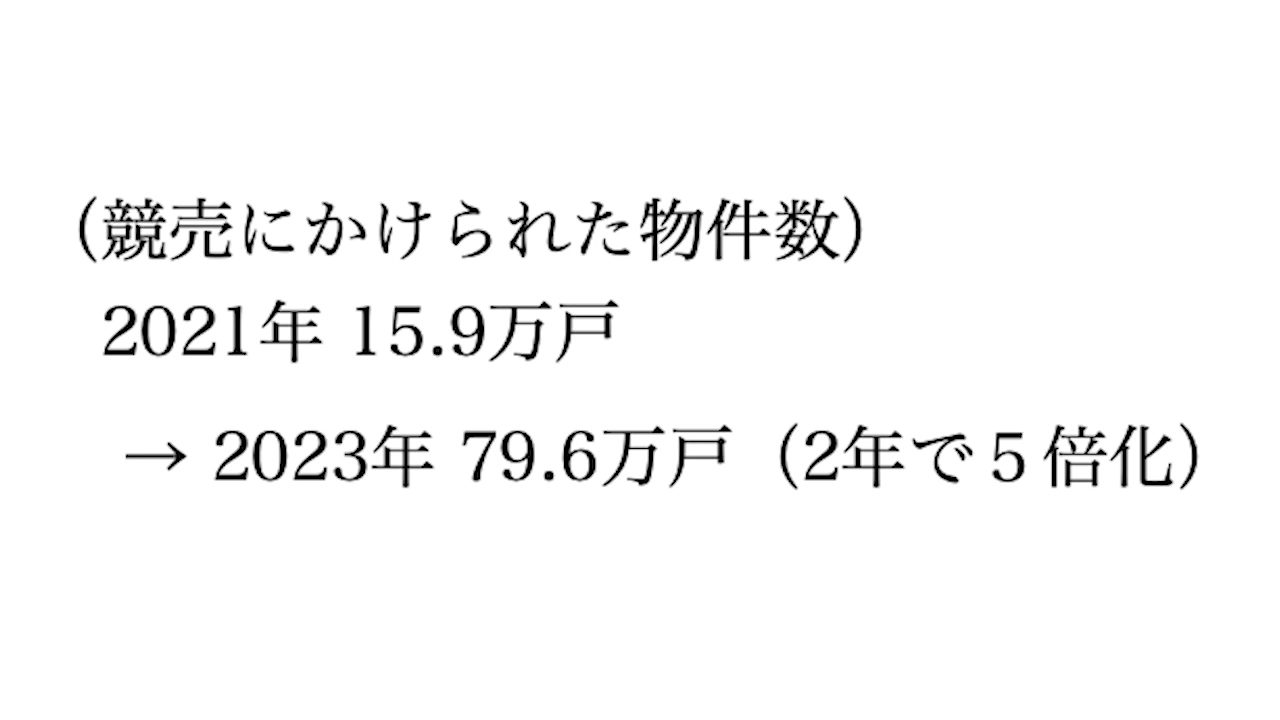 （競売にかけられた物件数）
2021年 15.9万戸
→ 2023年 79.6万戸（2年で５倍化）